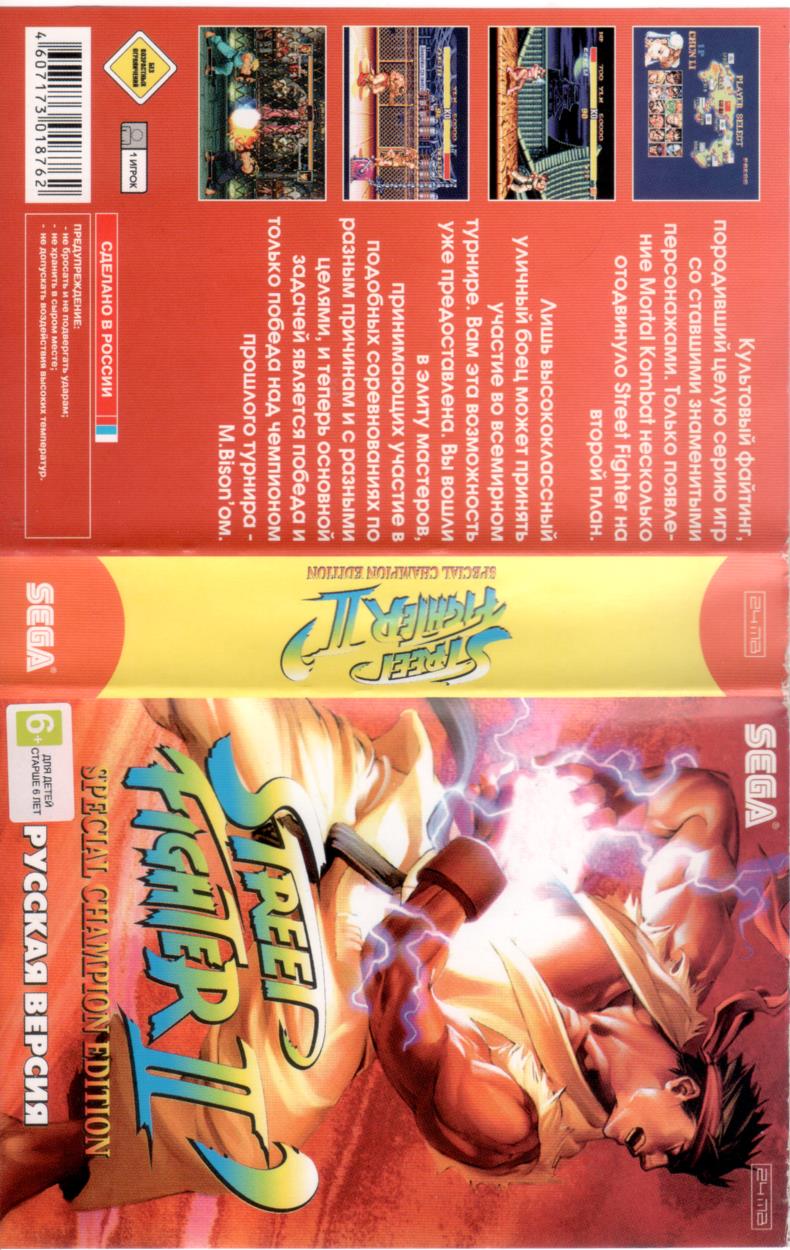 PLAYER SELECT
PRESS
1P
CHUN LI
KO
90
KO
Культовый файтинг,
породивший целую серию игр
со ставшими знаменитыми
персонажами. Только появле-
ние Mortal Kombat несколько
отодвинуло Street Fighter на
второй план.
Лишь высококлассный
уличный боец может принять
участие во всемирном
турнире. Вам эта возможность
уже предоставлена. Вы вошли
в элиту мастеров,
принимающих участие в
подобных соревнованиях по
разным причинам и с разными
целями, и теперь основной
задачей является победа и
только победа над чемпионом
прошлого турнира -
M.Bison'ом.
БЕЗ
ВОЗРАСТНЫХ
ОГРАНИЧЕНИЙ
1 ИГРОК
СДЕЛАНО В РОССИИ
4 607173 018762
ПРЕДУПРЕЖДЕНИЕ:
- не бросать и не подвергать ударам;
- не хранить в сыром месте;
- не допускать воздействия высоких температур.
24MB
STREET
FIGHTER II'
SPECIAL CHAMPION EDITION
SEGA®
SEGA®
24MB
STREET
FIGHTER II'
SPECIAL CHAMPION EDITION
6+
ДЛЯ ДЕТЕЙ
СТАРШЕ 6 ЛЕТ
РУССКАЯ ВЕРСИЯ